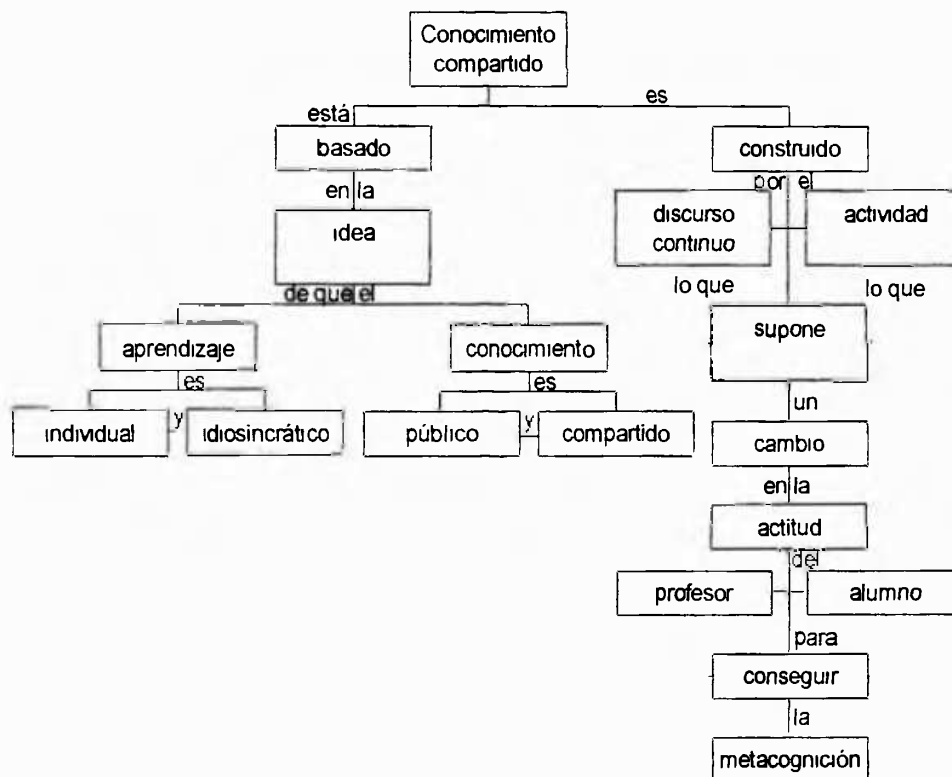 Conocimiento
compartido
está
es
basado
construido
en la
por el
idea
discurso
continuo
actividad
de que el
lo que
lo que
aprendizaje
conocimiento
supone
es
es
un
individual
y
idiosincrático
público
y
compartido
cambio
en la
actitud
del
profesor
alumno
para
conseguir
la
metacognición